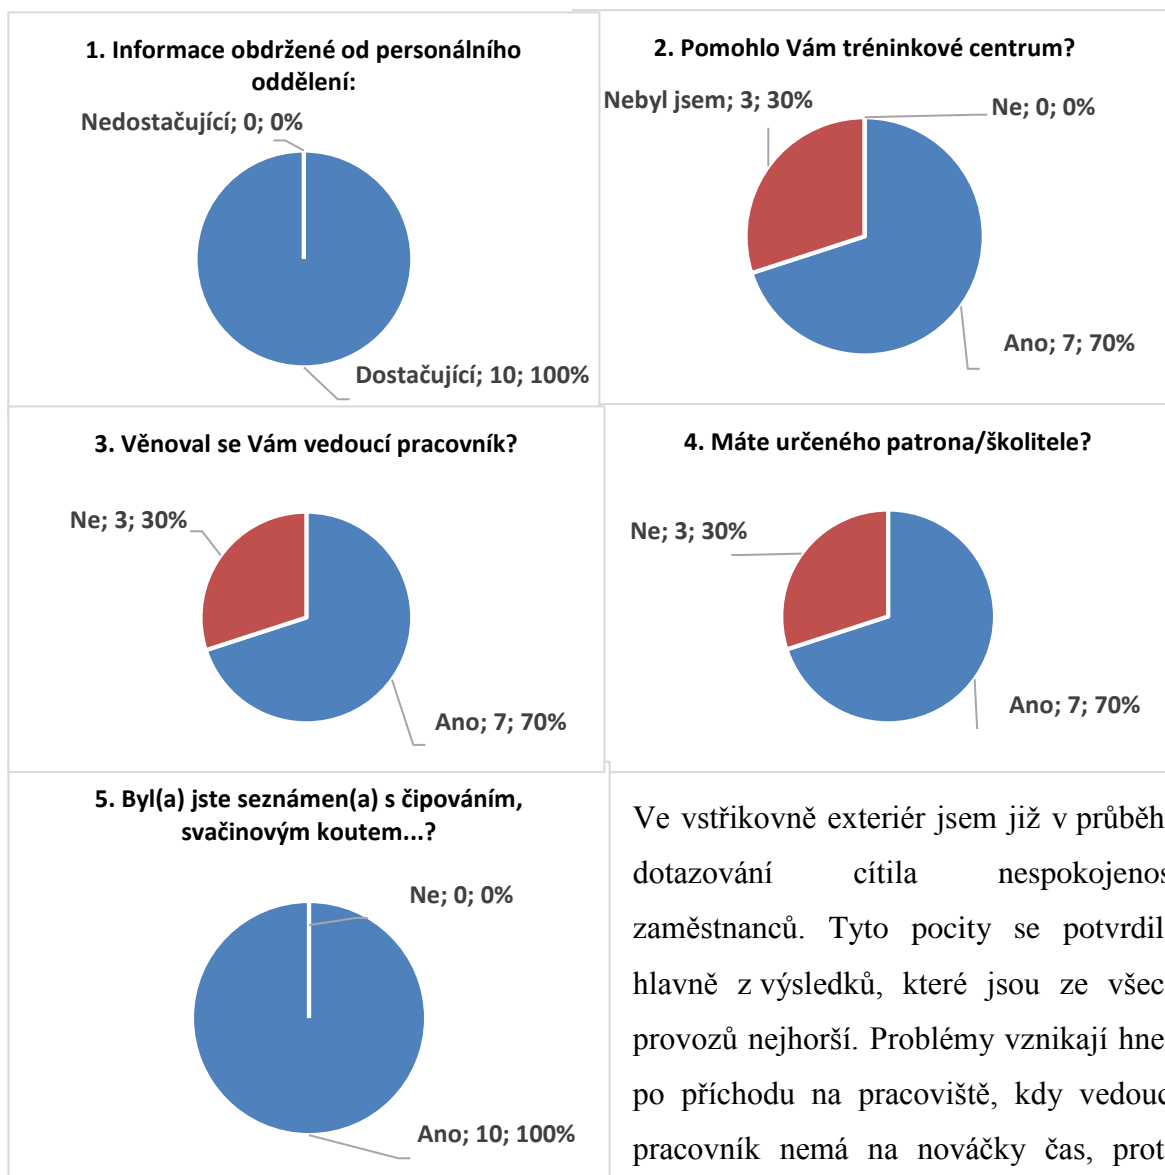 1. Informace obdržené od personálního
oddělení:
Nedostačující; 0; 0%
Dostačující; 10; 100%
2. Pomohlo Vám tréninkové centrum?
Nebyl jsem; 3; 30%
Ne; 0; 0%
Ano; 7; 70%
3. Věnoval se Vám vedoucí pracovník?
Ne; 3; 30%
Ano; 7; 70%
4. Máte určeného patrona/školitele?
Ne; 3; 30%
Ano; 7; 70%
5. Byl(a) jste seznámen(a) s čipováním,
svačinovým koutem...?
Ne; 0; 0%
Ano; 10; 100%
Ve vstřikovně exteriér jsem již v průběh
dotazování cítila nespokojenos
zaměstnanců. Tyto pocity se potvrdil
hlavně z výsledků, které jsou ze všec
provozů nejhorší. Problémy vznikají hne
po příchodu na pracoviště, kdy vedouc
pracovník nemá na nováčky čas, prot